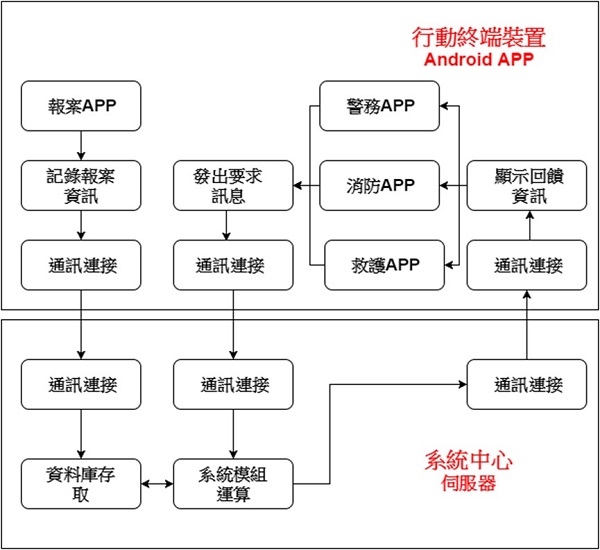 行動終端裝置
Android APP
報案APP
警務APP
記錄報案
資訊
發出要求
訊息
消防APP
顯示回饋
資訊
通訊連接
通訊連接
救護APP
通訊連接
通訊連接
通訊連接
通訊連接
資料庫存
取
系統模組
運算
系統中心
伺服器